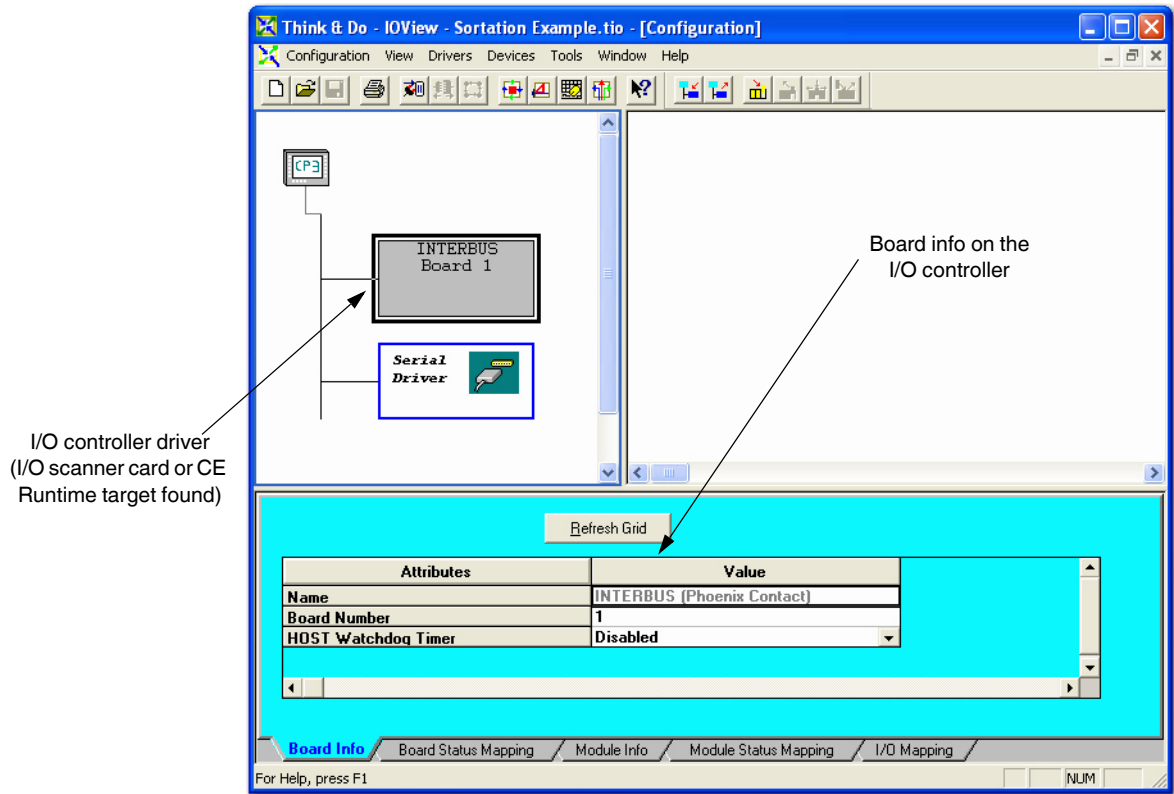 Think & Do - IOView - Sortation Example.tio - [Configuration]
Configuration View Drivers Devices Tools Window Help
CP3
INTERBUS
Board 1
Serial
Driver
Board info on the
I/O controller
I/O controller driver
(I/O scanner card or CE
Runtime target found)
Refresh Grid
Attributes Value
Name INTERBUS (Phoenix Contact)
Board Number 1
HOST Watchdog Timer Disabled
Board Info Board Status Mapping Module Info Module Status Mapping I/O Mapping
For Help, press F1 NUM